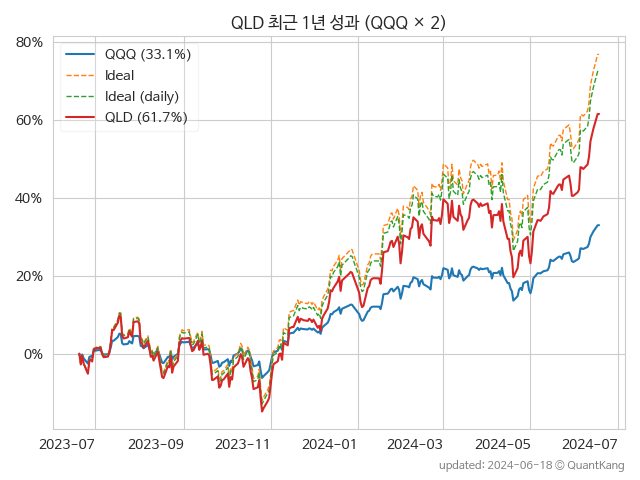 QLD 최근 1년 성과 (QQQ × 2)
80%
60%
40%
20%
0%
QQQ (33.1%)
Ideal
Ideal (daily)
QLD (61.7%)
2023-07
2023-09
2023-11
2024-01
2024-03
2024-05
2024-07
updated: 2024-06-18 © QuantKang